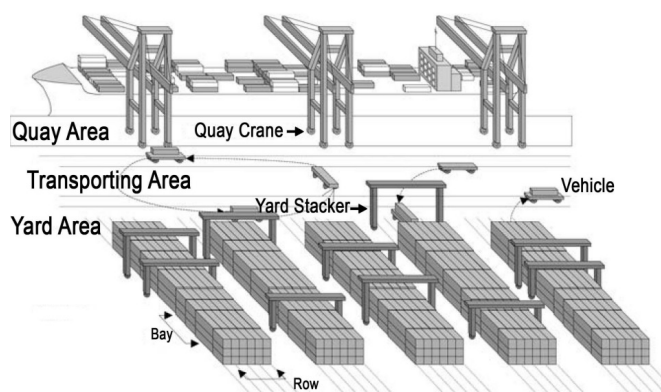 Quay Area
Quay Crane
Transporting Area
Vehicle
Yard Stacker
Yard Area
Bay
Row